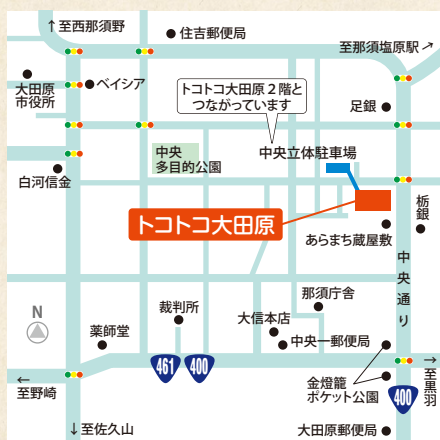 ↑至西那須野
住吉郵便局
至那須塩原駅↗
大田原
市役所
ベイシア
トコトコ大田原2階と
つながっています
足銀
中央
多目的公園
中央立体駐車場
白河信金
トコトコ大田原
栃銀
あらまち蔵屋敷
中央通り
N
那須庁舎
裁判所
大信本店
薬師堂
中央一郵便局
461
400
←
至野崎
金燈籠
ポケット公園
400
→
至黒羽
↓至佐久山
大田原郵便局